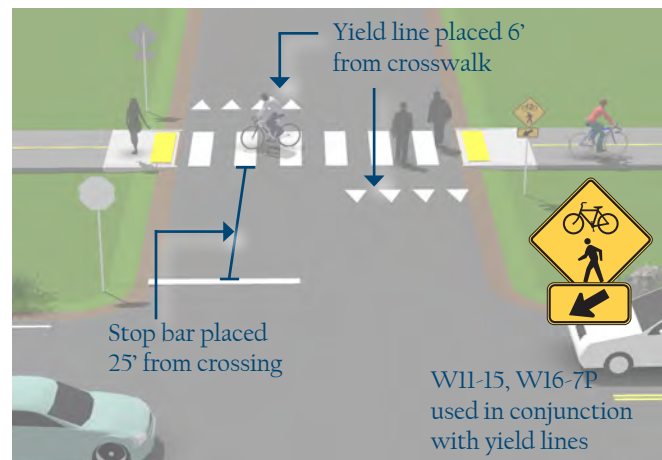 Yield line placed 6'
from crosswalk
Stop bar placed
25' from crossing
W11-15, W16-7P
used in conjunction
with yield lines